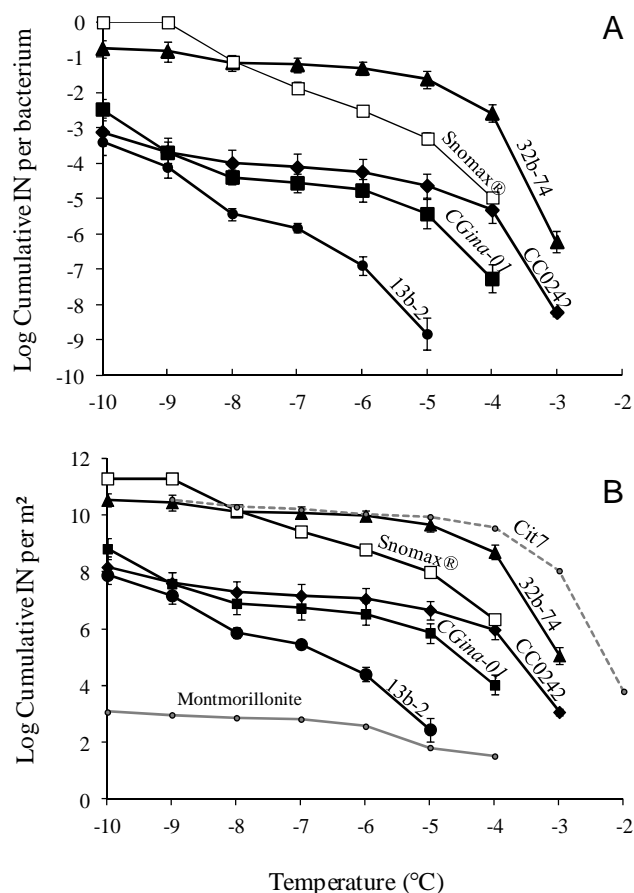 A
Log Cumulative IN per bacterium
0
-1
-2
-3
-4
-5
-6
-7
-8
-9
-10
-10 -9 -8 -7 -6 -5 -4 -3 -2
Snomax®
32b-74
CGina-01
CC0242
13b-2
B
Log Cumulative IN per m²
12
10
8
6
4
2
0
-10 -9 -8 -7 -6 -5 -4 -3 -2
Cit7
Snomax®
32b-74
CGina-01
CC0242
13b-2
Montmorillonite
Temperature (°C)